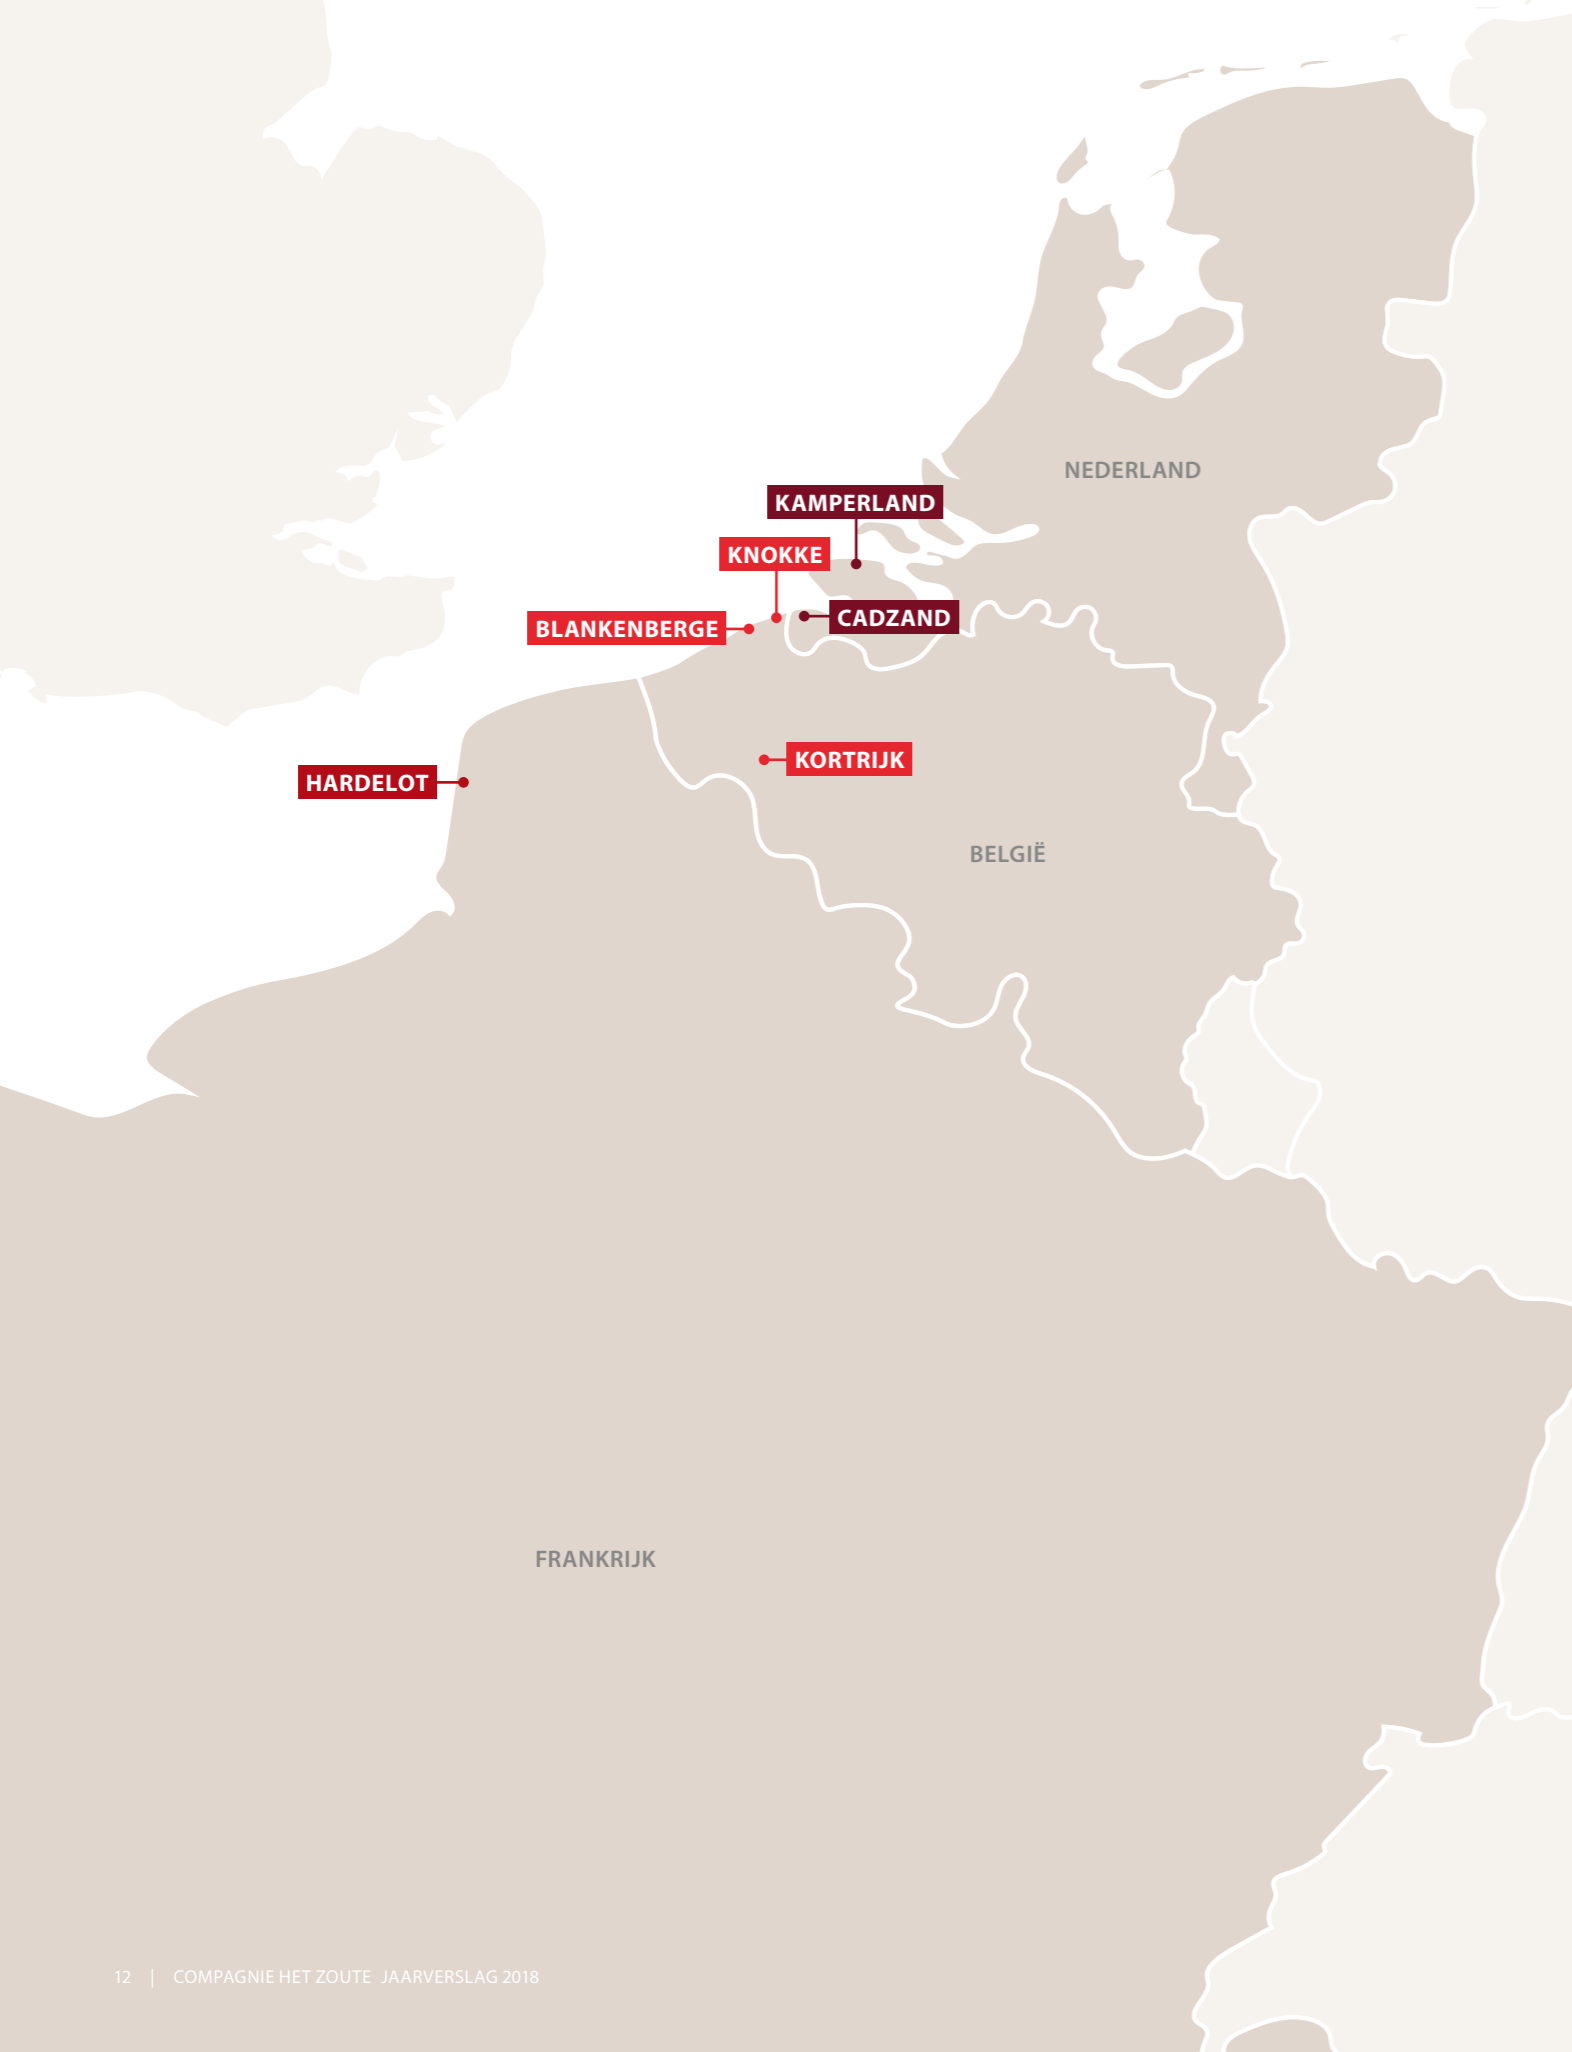 NEDERLAND
KAMPERLAND
KNOKKE
CADZAND
BLANKENBERGE
KORTRIJK
HARDELOT
BELGIË
FRANKRIJK
12 | COMPAGNIE HET ZOUTE JAARVERSLAG 2018